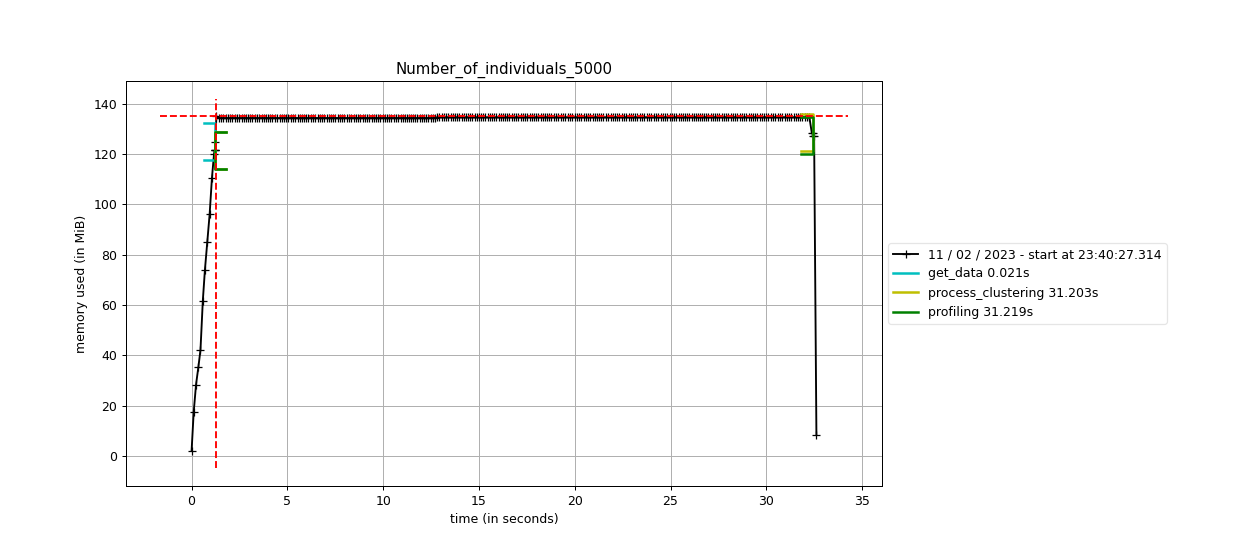 Number_of_individuals_5000
memory used (in MiB)
140
120
100
80
60
40
20
0
0 5 10 15 20 25 30 35
time (in seconds)
11 / 02 / 2023 - start at 23:40:27.314
get_data 0.021s
process_clustering 31.203s
profiling 31.219s